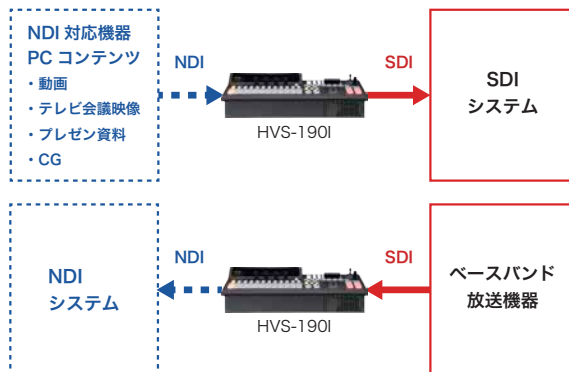 NDI 対応機器
PC コンテンツ
・動画
・テレビ会議映像
・プレゼン資料
・CG
NDI
HVS-190I
SDI
SDI
システム
NDI
システム
NDI
HVS-190I
SDI
ベースバンド
放送機器